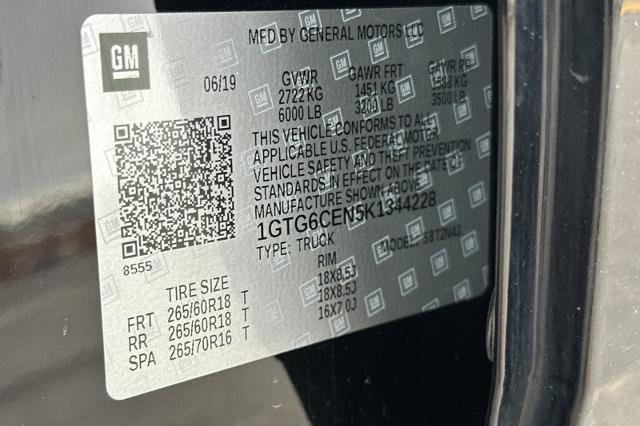 GM
MFD BY GENERAL MOTORS LLC
06/19 GVWR GAWR FRT GAWR RR
2722 KG 1451 KG 1588 KG
6000 LB 3200 LB 3500 LB
THIS VEHICLE CONFORMS TO ALL
APPLICABLE U.S. FEDERAL MOTOR
VEHICLE SAFETY AND THEFT PREVENTION
STANDARDS IN EFFECT ON THE DATE OF
MANUFACTURE SHOWN ABOVE.
1GTG6CEN5K1344228
TYPE: TRUCK MODEL:
8555
TIRE SIZE RIM
FRT 265/60R18 T 18X8.5J
RR 265/60R18 T 18X8.5J
SPA 265/70R16 T 16X7.0J